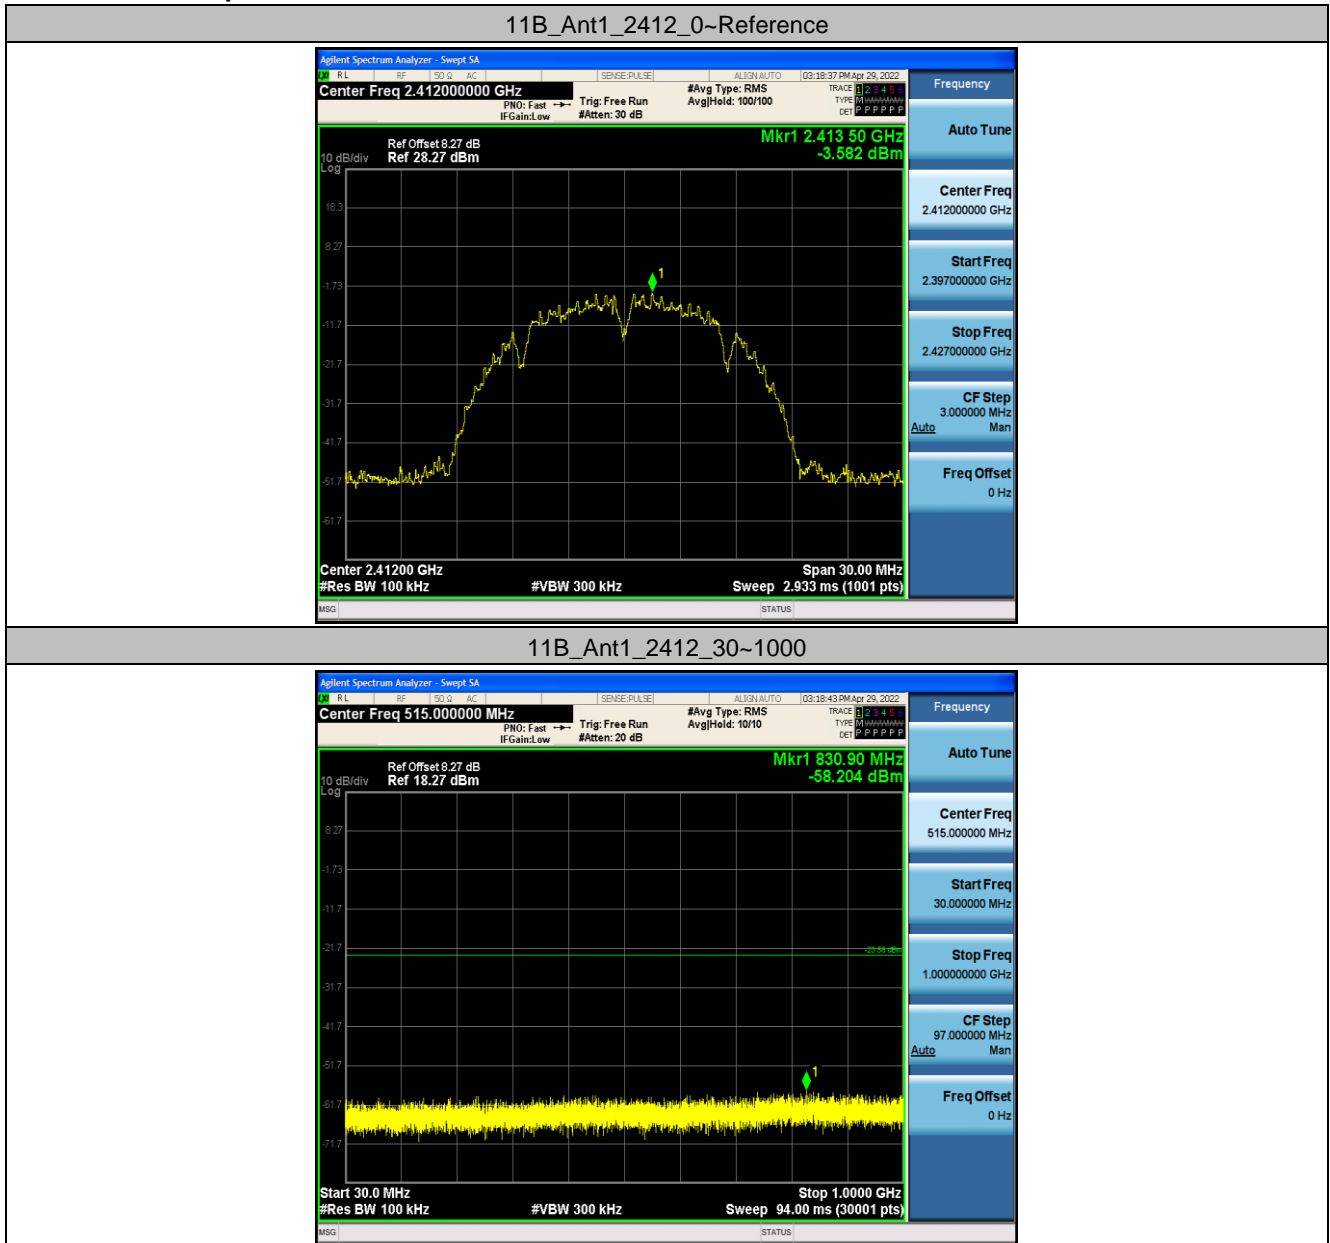 11B_Ant1_2412_0~Reference
Agilent Spectrum Analyzer - Swept SA
RL RF 50 Ω AC SENSE:PULSE ALIGN AUTO 03:18:37 PM Apr 29, 2022
Center Freq 2.412000000 GHz
PNO: Fast
IFGain:Low
Trig: Free Run
#Atten: 30 dB
#Avg Type: RMS
Avg|Hold: 100/100
TRACE 1 2 3 4 5 6
TYPE M
DET P P P P P P
Frequency
Auto Tune
Ref Offset 8.27 dB
Ref 28.27 dBm
10 dB/div
Log
Mkr1 2.413 50 GHz
-3.582 dBm
18.3
8.27
-1.73
-11.7
-21.7
-31.7
-41.7
-51.7
-61.7
1
Center Freq
2.412000000 GHz
Start Freq
2.397000000 GHz
Stop Freq
2.427000000 GHz
CF Step
3.000000 MHz
Auto Man
Freq Offset
0 Hz
Center 2.41200 GHz Span 30.00 MHz
#Res BW 100 kHz #VBW 300 kHz Sweep 2.933 ms (1001 pts)
MSG STATUS
11B_Ant1_2412_30~1000
Agilent Spectrum Analyzer - Swept SA
RL RF 50 Ω AC SENSE:PULSE ALIGN AUTO 03:18:43 PM Apr 29, 2022
Center Freq 515.000000 MHz
PNO: Fast
IFGain:Low
Trig: Free Run
#Atten: 20 dB
#Avg Type: RMS
Avg|Hold: 10/10
TRACE 1 2 3 4 5 6
TYPE M
DET P P P P P P
Frequency
Auto Tune
Ref Offset 8.27 dB
Ref 18.27 dBm
10 dB/div
Log
Mkr1 830.90 MHz
-58.204 dBm
8.27
-1.73
-11.7
-21.7
-31.7
-41.7
-51.7
-61.7
-71.7
-23.58 dBm
1
Center Freq
515.000000 MHz
Start Freq
30.000000 MHz
Stop Freq
1.000000000 GHz
CF Step
97.000000 MHz
Auto Man
Freq Offset
0 Hz
Start 30.0 MHz Stop 1.0000 GHz
#Res BW 100 kHz #VBW 300 kHz Sweep 94.00 ms (30001 pts)
MSG STATUS